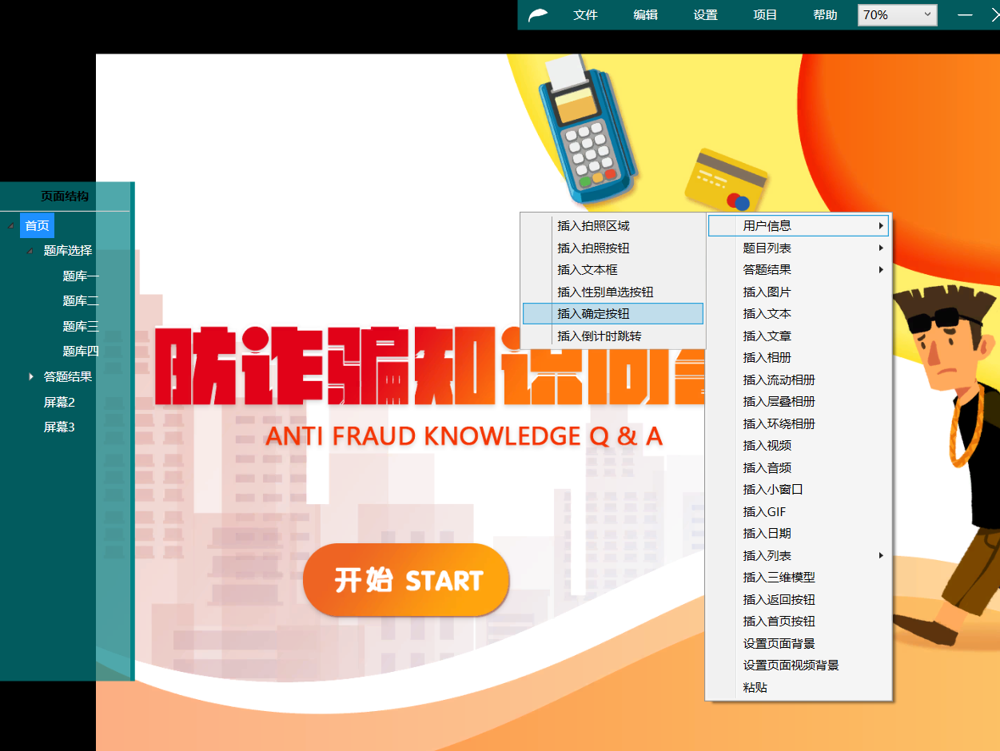 文件 编辑 设置 项目 帮助 70%
页面结构
首页
题库选择
题库一
题库二
题库三
题库四
答题结果
屏幕2
屏幕3
防诈骗知识问答
ANTI FRAUD KNOWLEDGE Q & A
开始 START
插入拍照区域
插入拍照按钮
插入文本框
插入性别单选按钮
插入确定按钮
插入倒计时跳转
用户信息
题目列表
答题结果
插入图片
插入文本
插入文章
插入相册
插入流动相册
插入层叠相册
插入环绕相册
插入视频
插入音频
插入小窗口
插入GIF
插入日期
插入列表
插入三维模型
插入返回按钮
插入首页按钮
设置页面背景
设置页面视频背景
粘贴